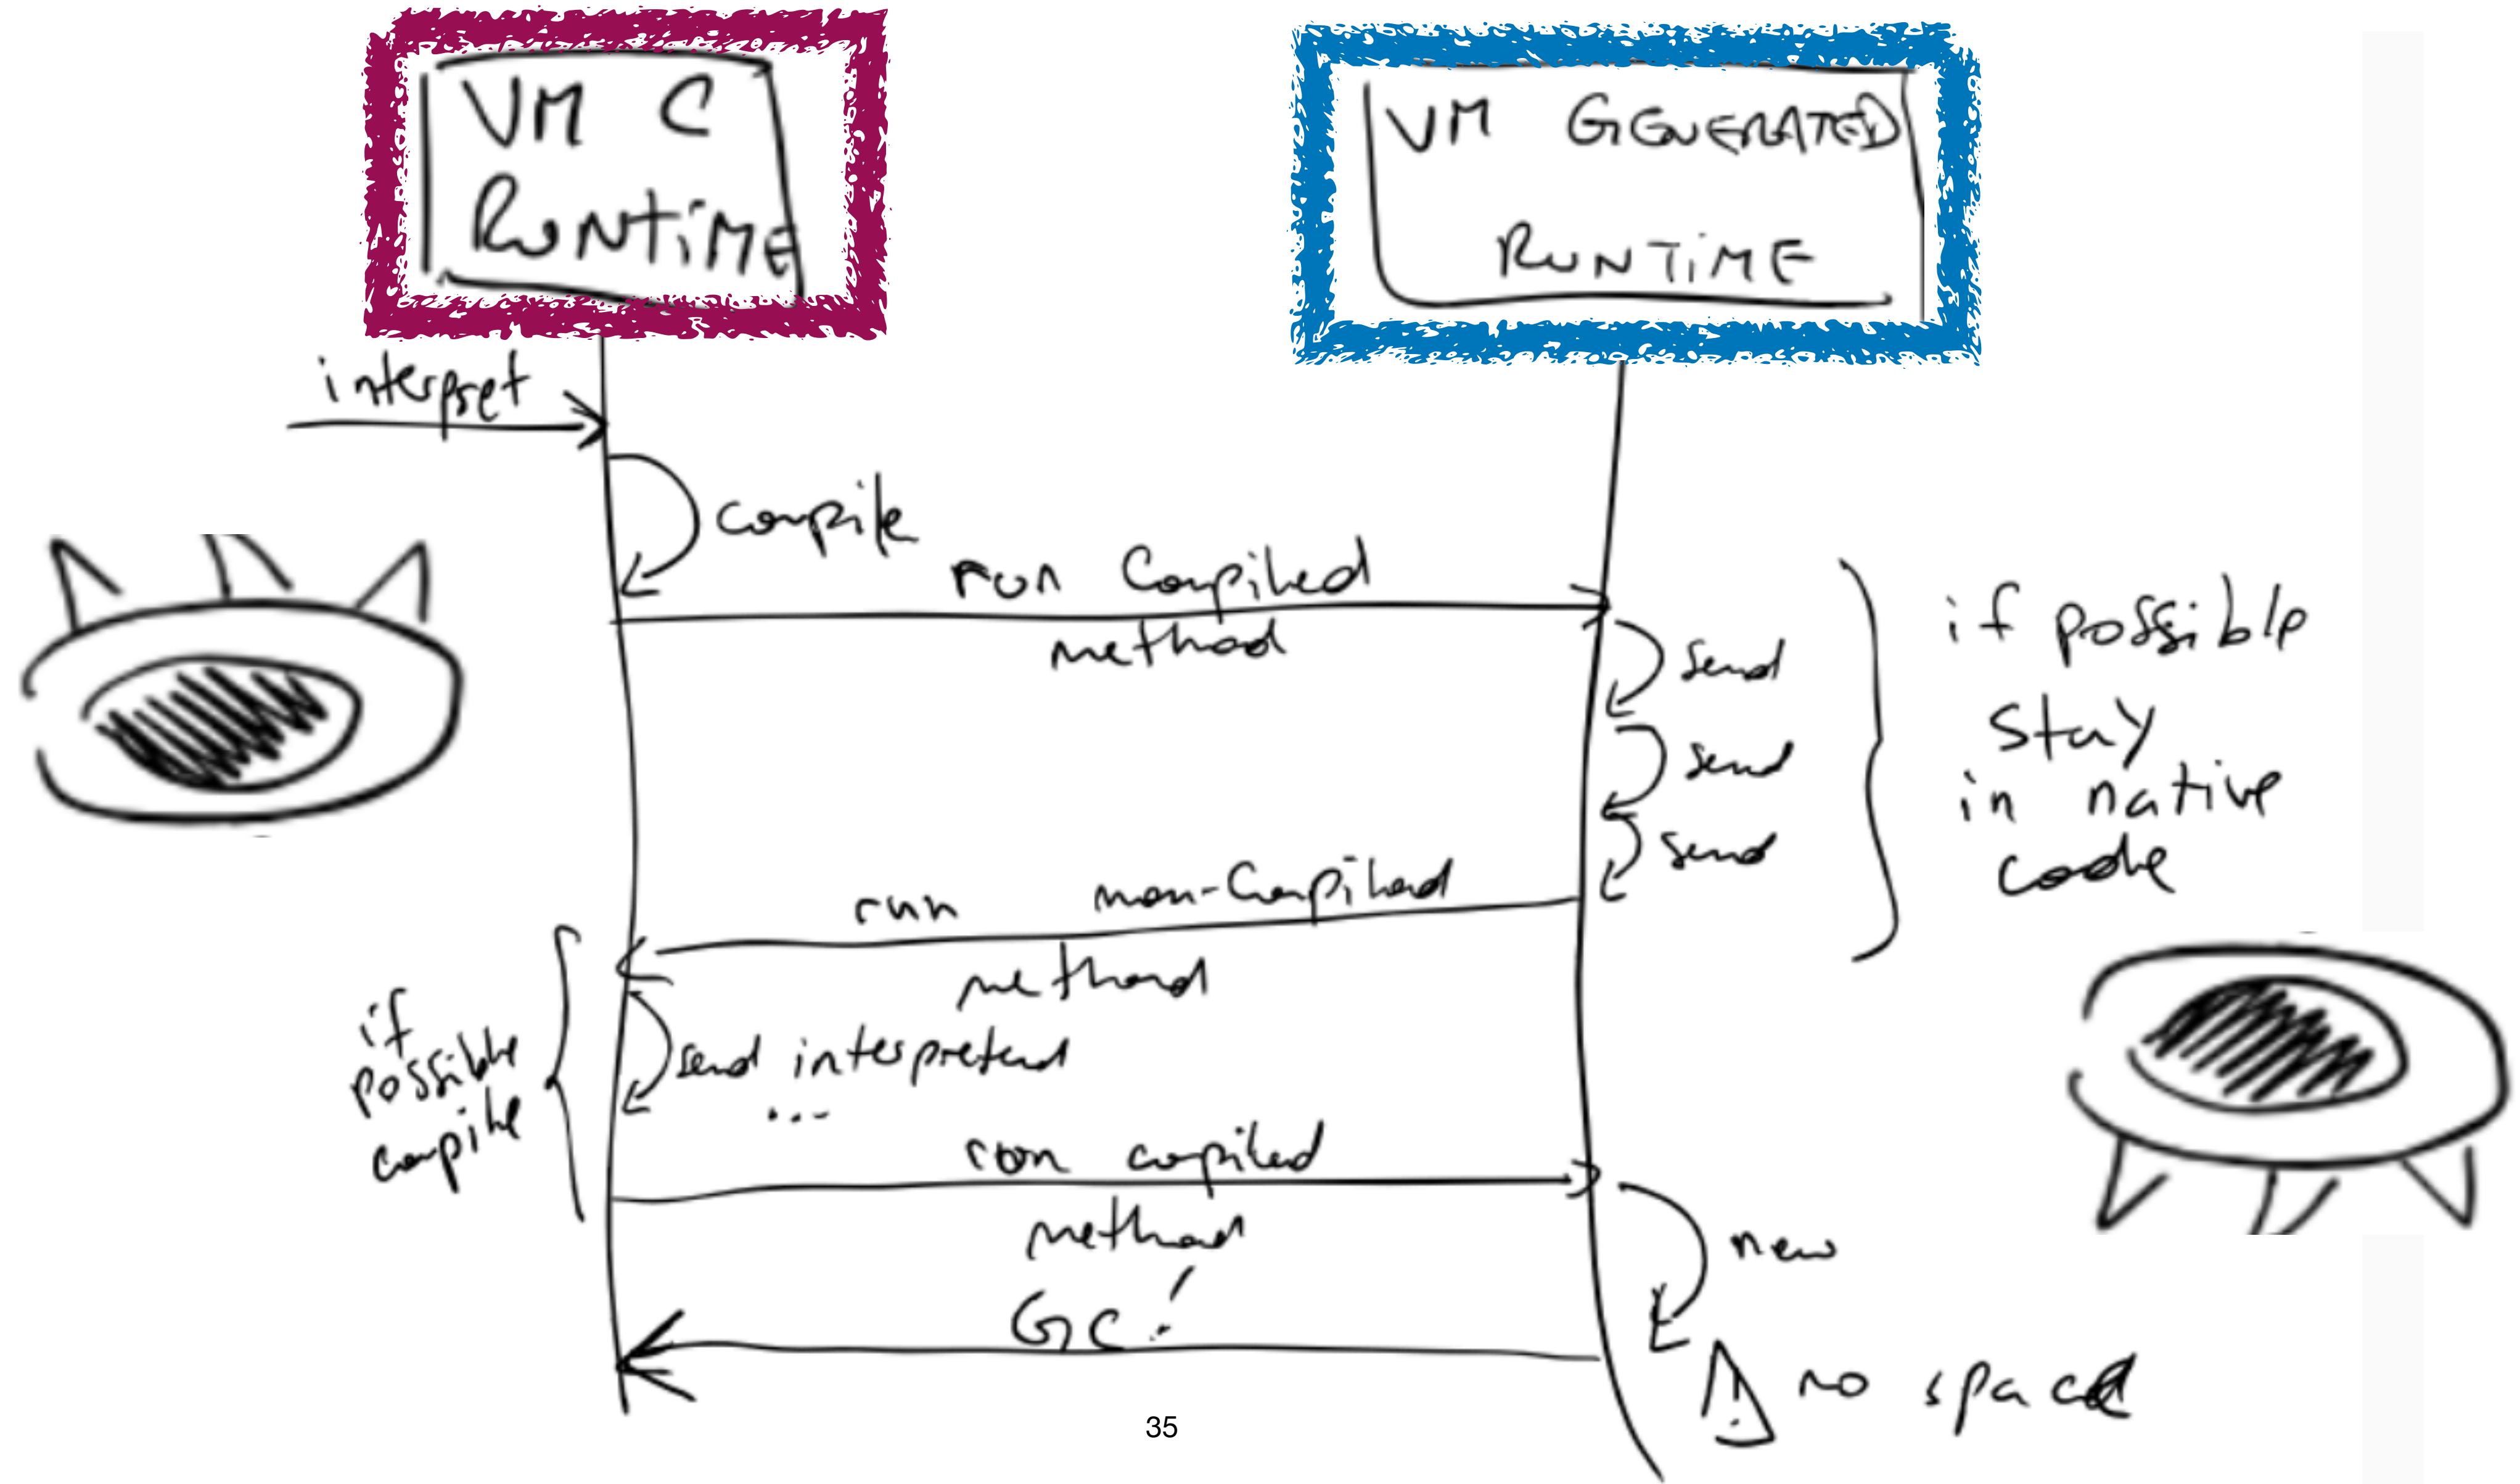 VM C
RUNTIME
VM GENERATED
RUNTIME
interpret
compile
run Compiled
method
send
send
send
if possible
stay
in native
code
run non-Compiled
method
if
possible
compile
send interpreted
...
run compiled
method
new
GC!
! no space
35